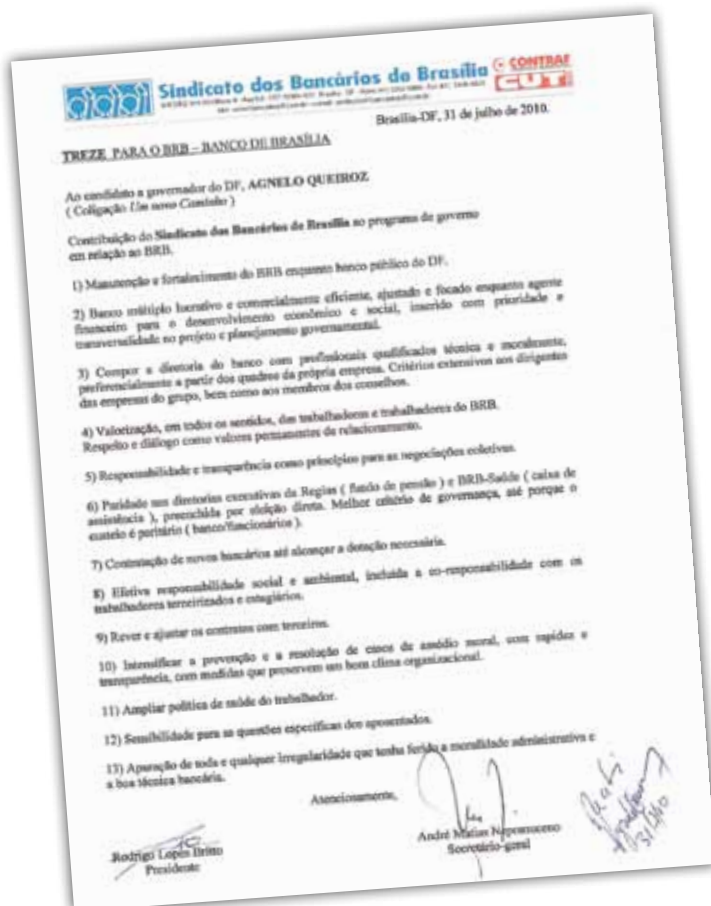 Sindicato dos Bancários de Brasília
CONTRAF
CUT
Brasília-DF, 31 de julho de 2010.
TREZE PARA O BRB – BANCO DE BRASÍLIA
Ao candidato a governador do DF, AGNELO QUEIROZ
( Coligação Um novo Caminho )
Contribuição do Sindicato dos Bancários de Brasília ao programa de governo
em relação ao BRB.
1) Manutenção e fortalecimento do BRB enquanto banco público do DF.
2) Banco múltiplo lucrativo e comercialmente eficiente, ajustado e focado enquanto agente
financeiro para o desenvolvimento econômico e social, inserido com prioridade e
transversalidade no projeto e planejamento governamental.
3) Compor a diretoria do banco com profissionais qualificados técnica e moralmente,
preferencialmente a partir dos quadros da própria empresa. Critérios extensivos aos dirigentes
das empresas do grupo, bem como aos membros dos conselhos.
4) Valorização, em todos os sentidos, das trabalhadoras e trabalhadores do BRB.
Respeito e diálogo como valores permanentes de relacionamento.
5) Responsabilidade e transparência como princípios para as negociações coletivas.
6) Paridade nas diretorias executivas da Regius ( fundo de pensão ) e BRB-Saúde ( caixa de
assistência ), preenchida por eleição direta. Melhor critério de governança, até porque o
custeio é paritário ( banco/funcionários ).
7) Contratação de novos bancários até alcançar a dotação necessária.
8) Efetiva responsabilidade social e ambiental, incluída a co-responsabilidade com os
trabalhadores terceirizados e estagiários.
9) Rever e ajustar os contratos com terceiros.
10) Intensificar a prevenção e a resolução de casos de assédio moral, com rapidez e
transparência, com medidas que preservem um bom clima organizacional.
11) Ampliar política de saúde do trabalhador.
12) Sensibilidade para as questões específicas dos aposentados.
13) Apuração de toda e qualquer irregularidade que tenha ferido a moralidade administrativa e
a boa técnica bancária.
Atenciosamente,
Rodrigo Lopes Britto
Presidente
André Matias Nepomuceno
Secretário-geral